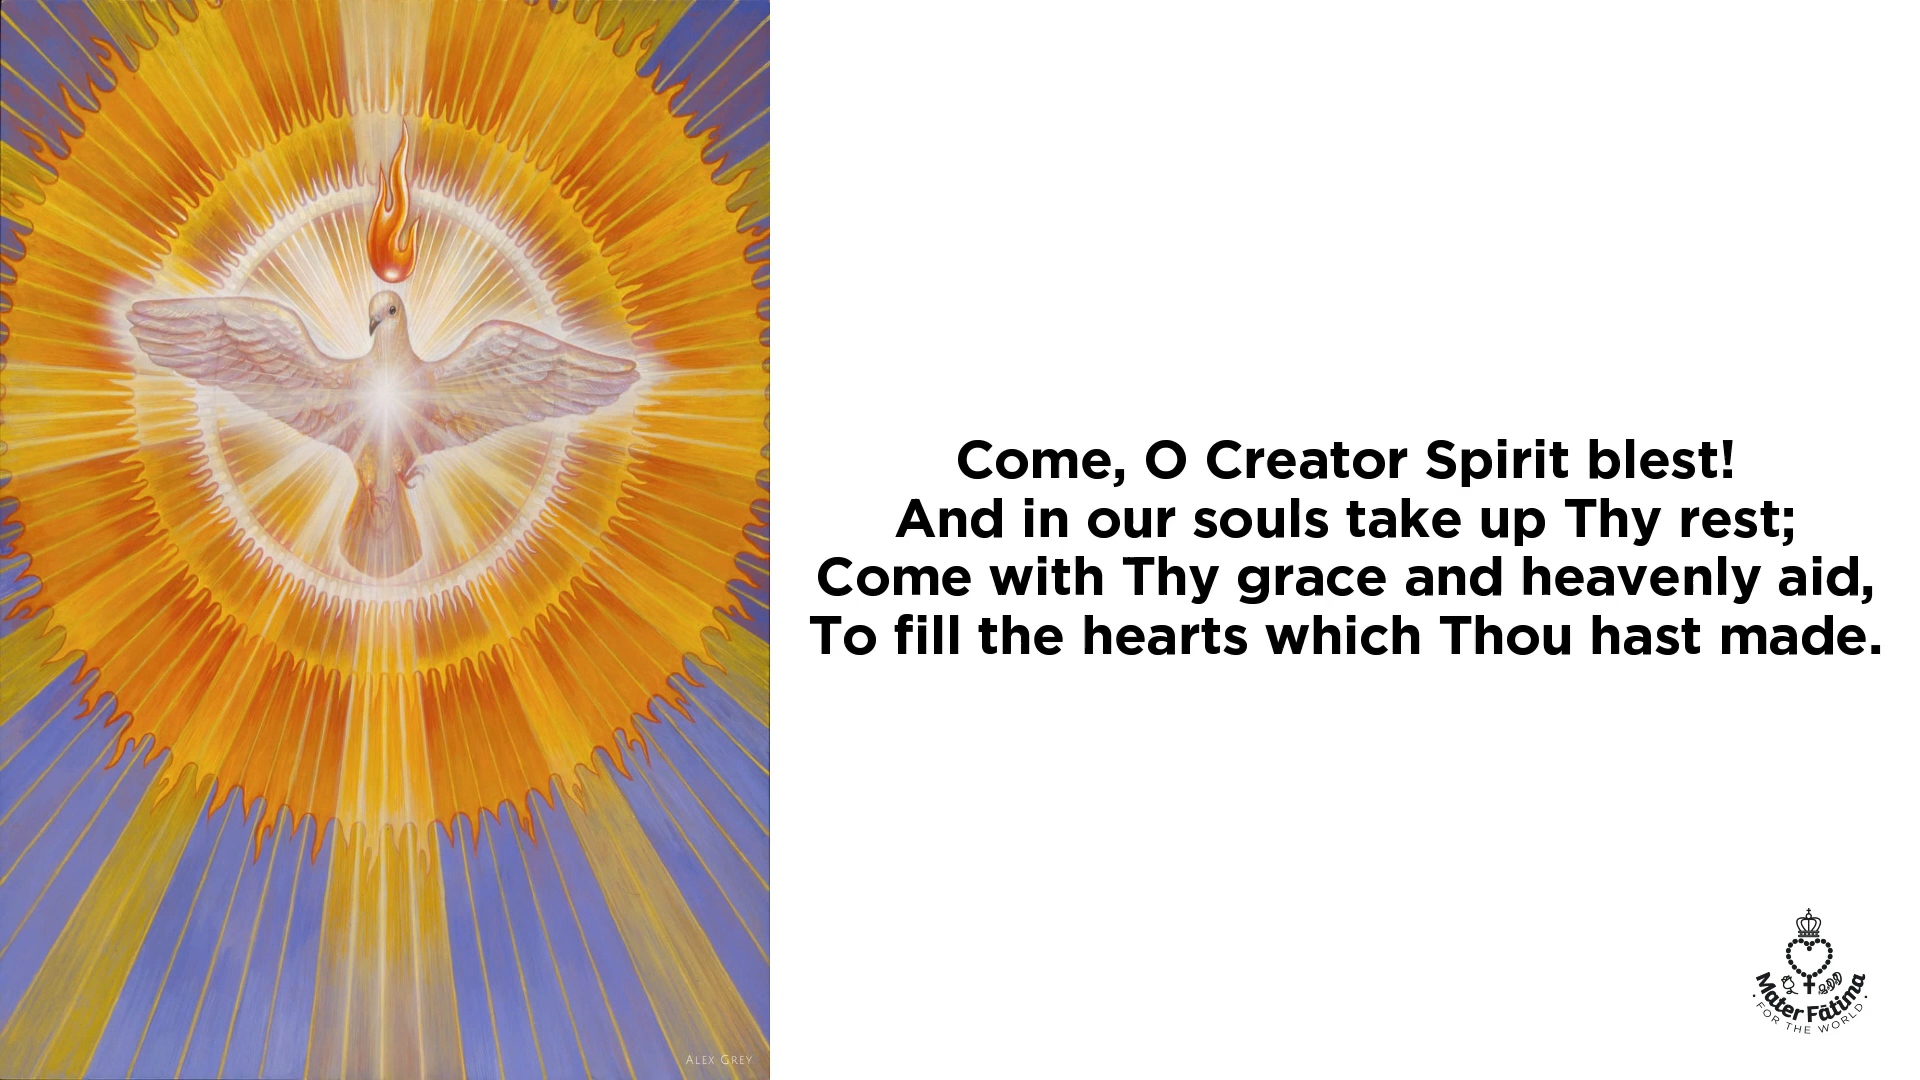 Come, O Creator Spirit blest!
And in our souls take up Thy rest;
Come with Thy grace and heavenly aid,
To fill the hearts which Thou hast made.
Mater Fātima
· FOR THE WORLD ·
ALEX GREY